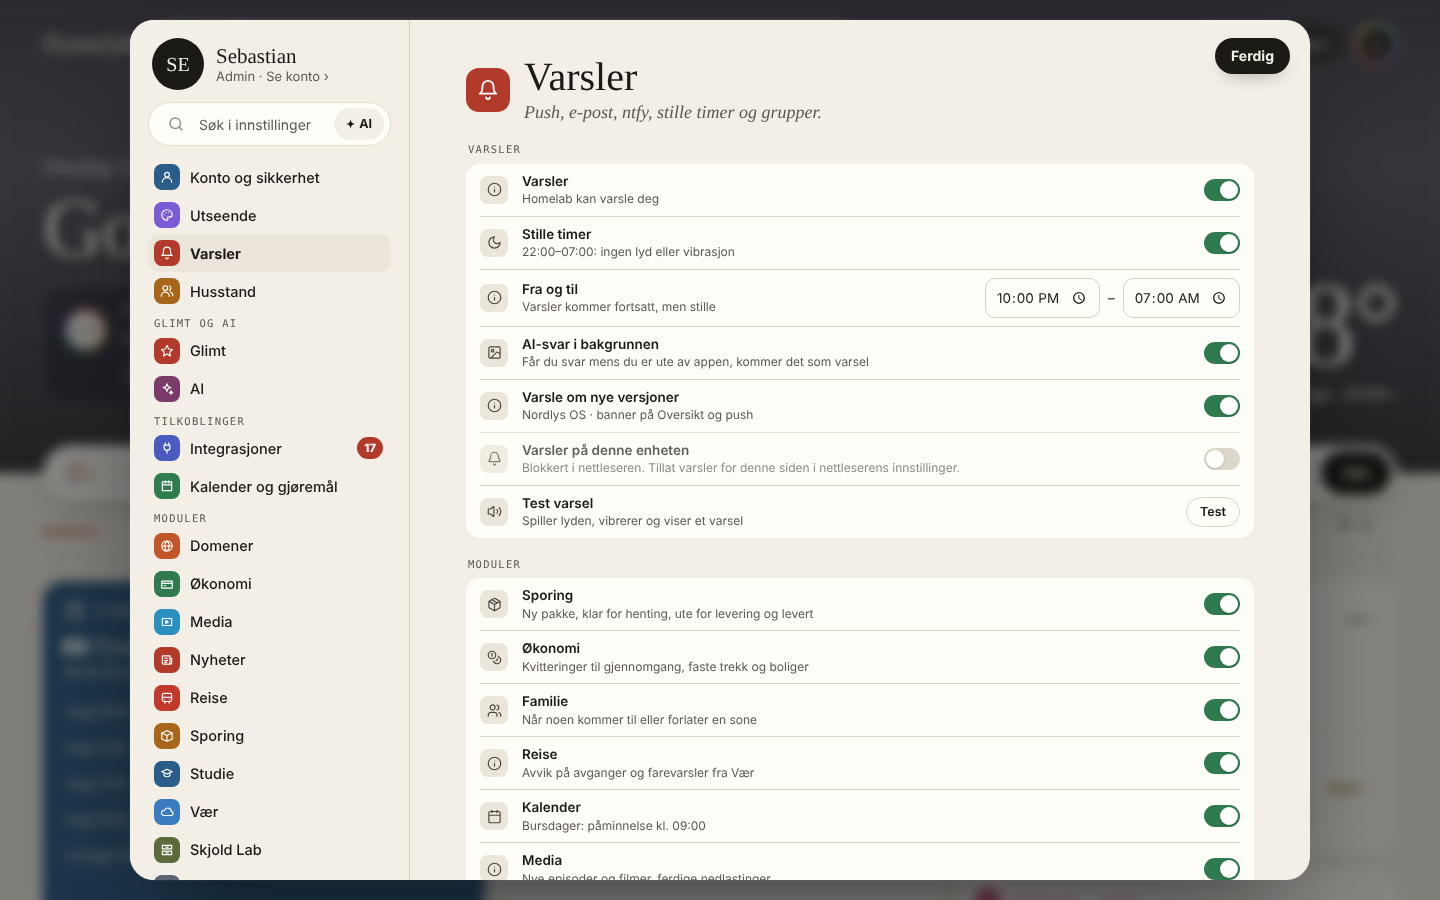 SE
Sebastian
Admin · Se konto ›
Søk i innstillinger
AI
Konto og sikkerhet
Utseende
Varsler
Husstand
GLIMT OG AI
Glimt
AI
TILKOBLINGER
Integrasjoner
17
Kalender og gjøremål
MODULER
Domener
Økonomi
Media
Nyheter
Reise
Sporing
Studie
Vær
Skjold Lab
Ferdig
Varsler
Push, e-post, ntfy, stille timer og grupper.
VARSLER
Varsler
Homelab kan varsle deg
Stille timer
22:00–07:00: ingen lyd eller vibrasjon
Fra og til
Varsler kommer fortsatt, men stille
10:00 PM – 07:00 AM
AI-svar i bakgrunnen
Får du svar mens du er ute av appen, kommer det som varsel
Varsle om nye versjoner
Nordlys OS · banner på Oversikt og push
Varsler på denne enheten
Blokkert i nettleseren. Tillat varsler for denne siden i nettleserens innstillinger.
Test varsel
Spiller lyden, vibrerer og viser et varsel
Test
MODULER
Sporing
Ny pakke, klar for henting, ute for levering og levert
Økonomi
Kvitteringer til gjennomgang, faste trekk og boliger
Familie
Når noen kommer til eller forlater en sone
Reise
Avvik på avganger og farevarsler fra Vær
Kalender
Bursdager: påminnelse kl. 09:00
Media
Nye episoder og filmer, ferdige nedlastinger
8°